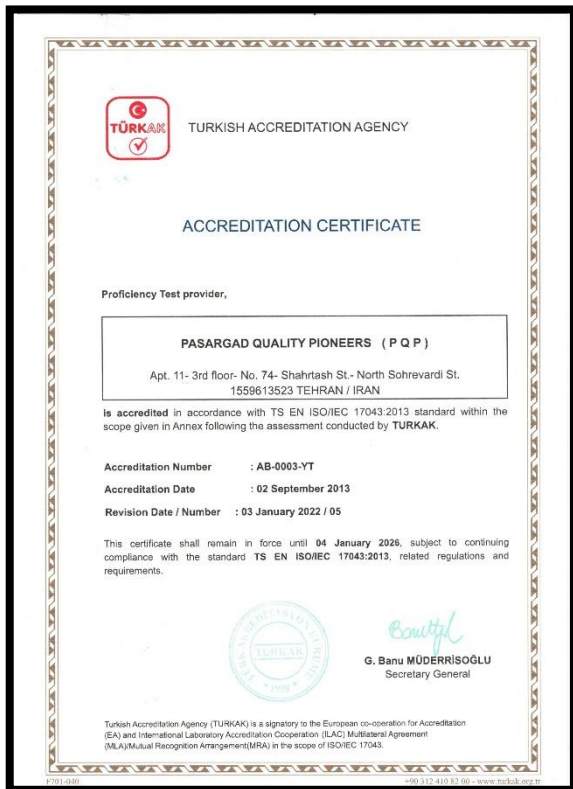 TÜRKAK
TURKISH ACCREDITATION AGENCY
ACCREDITATION CERTIFICATE
Proficiency Test provider,
PASARGAD QUALITY PIONEERS ( P Q P )
Apt. 11- 3rd floor- No. 74- Shahrtash St.- North Sohrevardi St.
1559613523 TEHRAN / IRAN
is accredited in accordance with TS EN ISO/IEC 17043:2013 standard within the
scope given in Annex following the assessment conducted by TURKAK.
Accreditation Number : AB-0003-YT
Accreditation Date : 02 September 2013
Revision Date / Number : 03 January 2022 / 05
This certificate shall remain in force until 04 January 2026, subject to continuing
compliance with the standard TS EN ISO/IEC 17043:2013, related regulations and
requirements.
TÜRKAK
G. Banu MÜDERRİSOĞLU
Secretary General
Turkish Accreditation Agency (TURKAK) is a signatory to the European co-operation for Accreditation
(EA) and International Laboratory Accreditation Cooperation (ILAC) Multilateral Agreement
(MLA)/Mutual Recognition Arrangement(MRA) in the scope of ISO/IEC 17043.
F701-040
+90 312 410 82 00 - www.turkak.org.tr